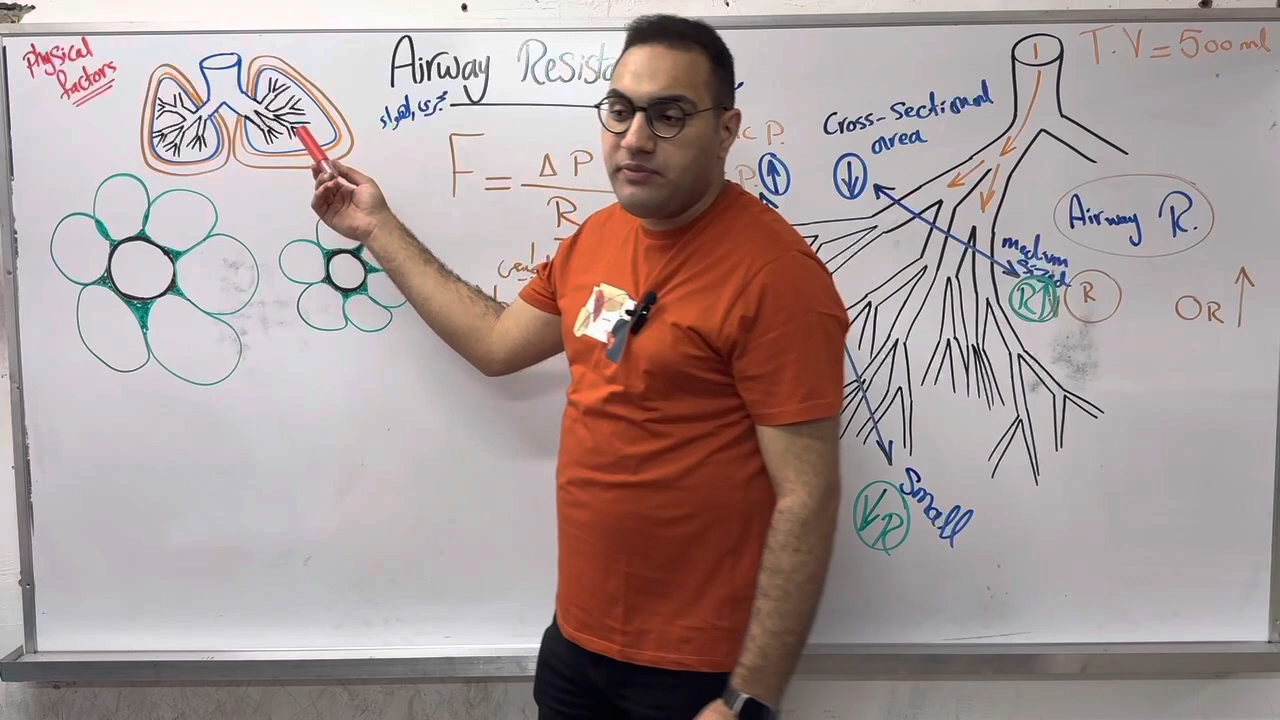 physical
factors
Airway Resista
مجرى الهواء
F = ΔP
R
C P.
P.
Cross-Sectional
area
T.V = 500 ml
Airway R.
medium
sized
R↑
R
OR ↑
Small
↓R